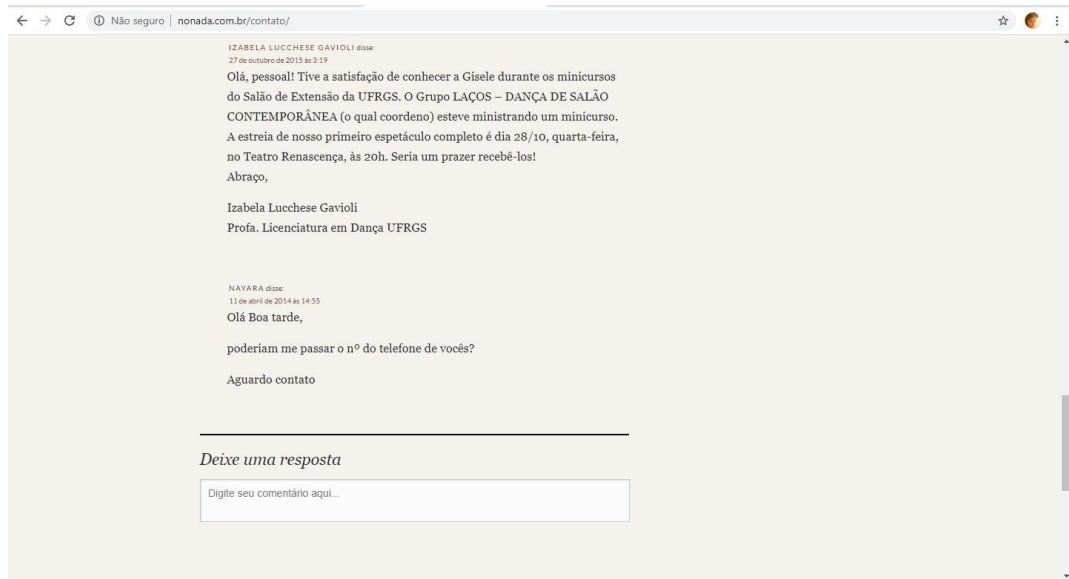 Não seguro | nonada.com.br/contato/
IZABELA LUCCHESE GAVIOLI disse:
27 de outubro de 2015 às 3:19
Olá, pessoal! Tive a satisfação de conhecer a Gisele durante os minicursos
do Salão de Extensão da UFRGS. O Grupo LAÇOS – DANÇA DE SALÃO
CONTEMPORÂNEA (o qual coordeno) esteve ministrando um minicurso.
A estreia de nosso primeiro espetáculo completo é dia 28/10, quarta-feira,
no Teatro Renascença, às 20h. Seria um prazer recebê-los!
Abraço,
Izabela Lucchese Gavioli
Profa. Licenciatura em Dança UFRGS
NAYARA disse:
11 de abril de 2014 às 14:55
Olá Boa tarde,
poderiam me passar o nº do telefone de vocês?
Aguardo contato
Deixe uma resposta
Digite seu comentário aqui...